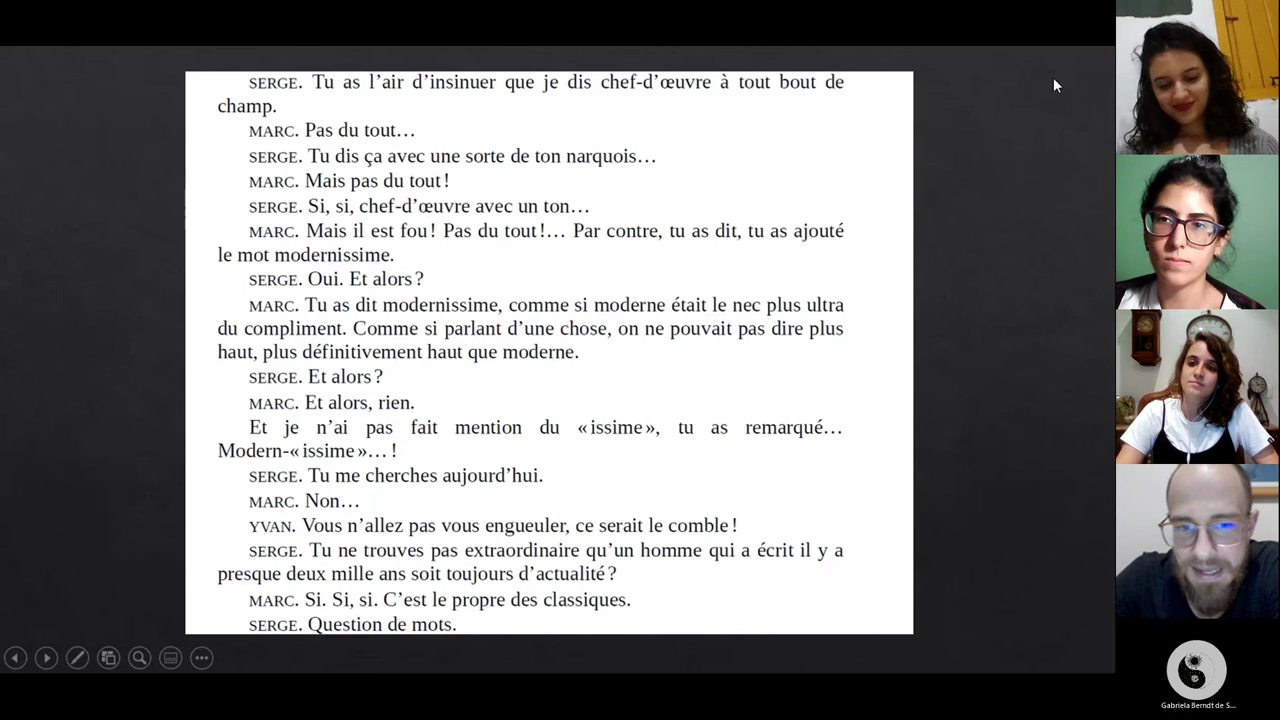 SERGE. Tu as l’air d’insinuer que je dis chef-d’œuvre à tout bout de
champ.
MARC. Pas du tout…
SERGE. Tu dis ça avec une sorte de ton narquois…
MARC. Mais pas du tout !
SERGE. Si, si, chef-d’œuvre avec un ton…
MARC. Mais il est fou ! Pas du tout !… Par contre, tu as dit, tu as ajouté
le mot modernissime.
SERGE. Oui. Et alors ?
MARC. Tu as dit modernissime, comme si moderne était le nec plus ultra
du compliment. Comme si parlant d’une chose, on ne pouvait pas dire plus
haut, plus définitivement haut que moderne.
SERGE. Et alors ?
MARC. Et alors, rien.
Et je n’ai pas fait mention du « issime », tu as remarqué…
Modern-« issime »… !
SERGE. Tu me cherches aujourd’hui.
MARC. Non…
YVAN. Vous n’allez pas vous engueuler, ce serait le comble !
SERGE. Tu ne trouves pas extraordinaire qu’un homme qui a écrit il y a
presque deux mille ans soit toujours d’actualité ?
MARC. Si. Si, si. C’est le propre des classiques.
SERGE. Question de mots.
Gabriela Berndt de S...